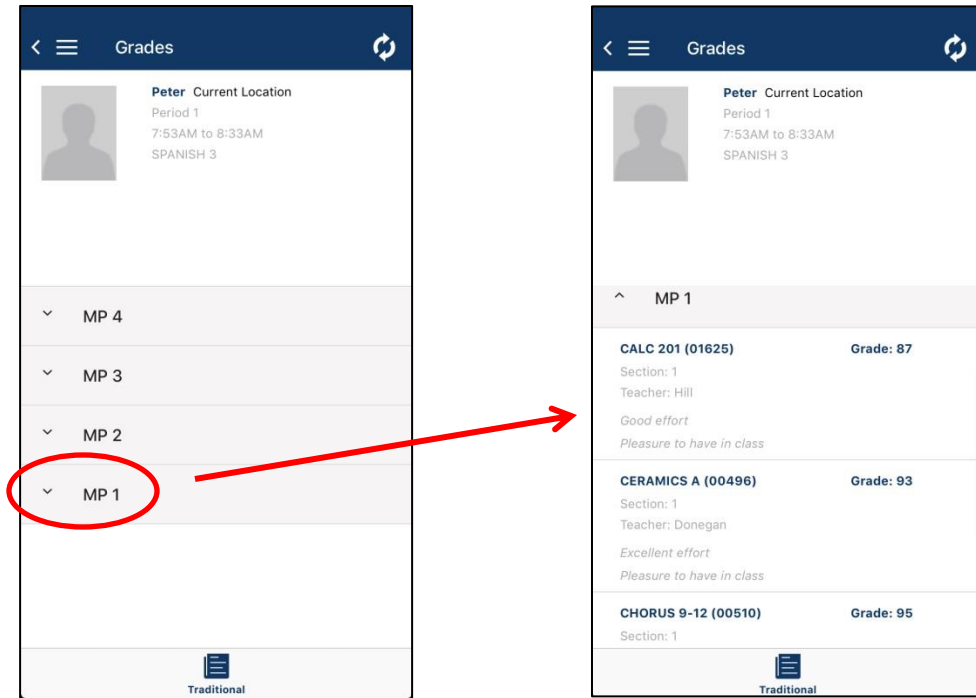 Grades
Peter Current Location
Period 1
7:53AM to 8:33AM
SPANISH 3
MP 4
MP 3
MP 2
MP 1
Traditional
Grades
Peter Current Location
Period 1
7:53AM to 8:33AM
SPANISH 3
MP 1
CALC 201 (01625) Grade: 87
Section: 1
Teacher: Hill
Good effort
Pleasure to have in class
CERAMICS A (00496) Grade: 93
Section: 1
Teacher: Donegan
Excellent effort
Pleasure to have in class
CHORUS 9-12 (00510) Grade: 95
Section: 1
Traditional